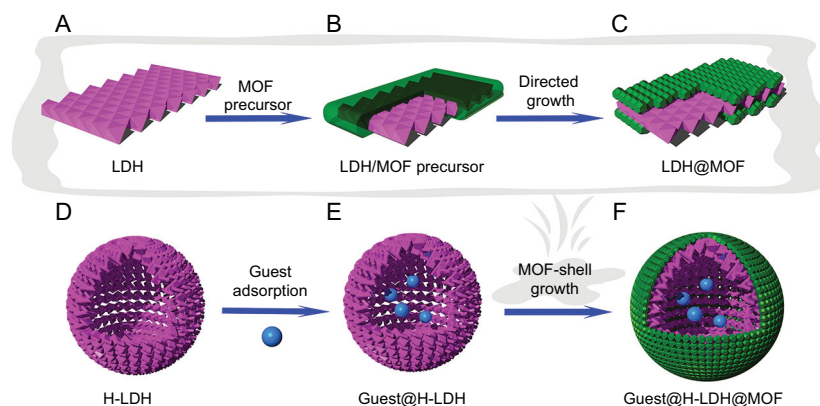 A
B
C
MOF
precursor
Directed
growth
LDH
LDH/MOF precursor
LDH@MOF
D
E
F
Guest
adsorption
MOF-shell
growth
H-LDH
Guest@H-LDH
Guest@H-LDH@MOF